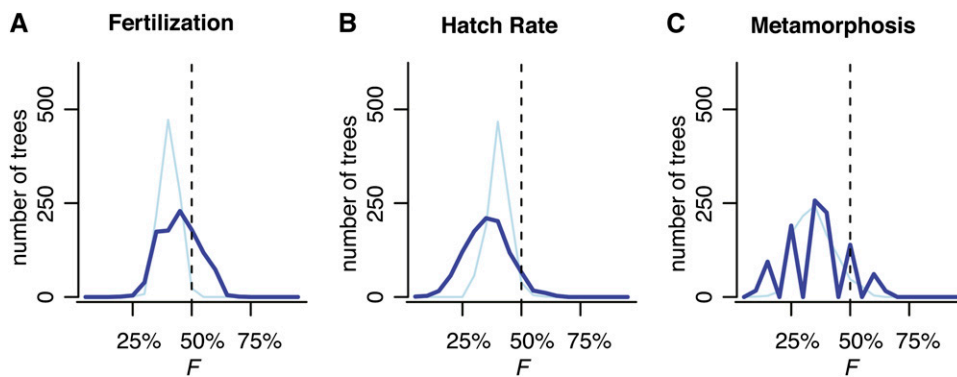 A Fertilization
number of trees
500
250
0
25% 50% 75%
F
B Hatch Rate
number of trees
500
250
0
25% 50% 75%
F
C Metamorphosis
number of trees
500
250
0
25% 50% 75%
F